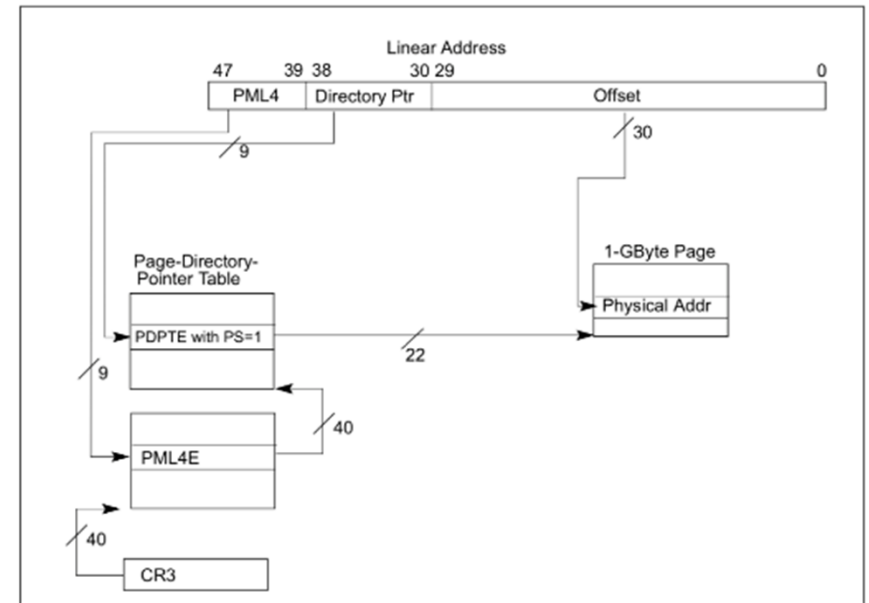 Linear Address
47 39 38 30 29 0
PML4 Directory Ptr Offset
9
30
Page-Directory-
Pointer Table
1-GByte Page
Physical Addr
PDPTE with PS=1
22
9
40
PML4E
40
CR3